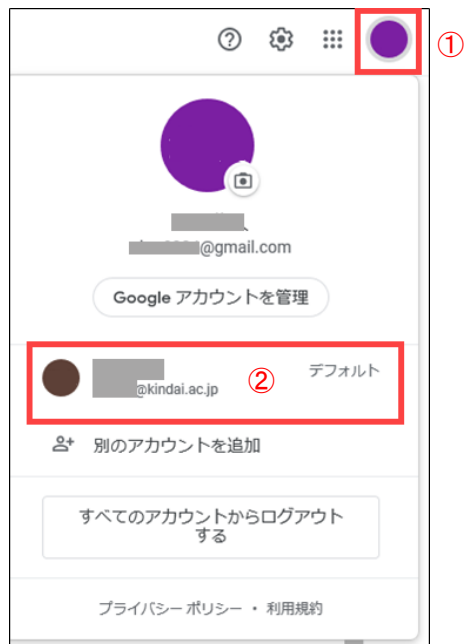 ①
@gmail.com
Google アカウントを管理
デフォルト
@kindai.ac.jp
②
別のアカウントを追加
すべてのアカウントからログアウト
する
プライバシー ポリシー ・ 利用規約